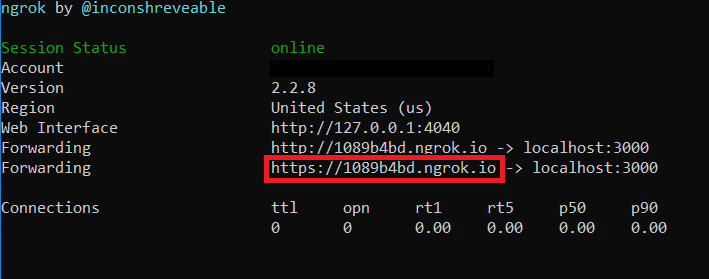 ngrok by @inconshreveable
Session Status online
Account
Version 2.2.8
Region United States (us)
Web Interface http://127.0.0.1:4040
Forwarding http://1089b4bd.ngrok.io -> localhost:3000
Forwarding https://1089b4bd.ngrok.io -> localhost:3000
Connections ttl opn rt1 rt5 p50 p90
0 0 0.00 0.00 0.00 0.00